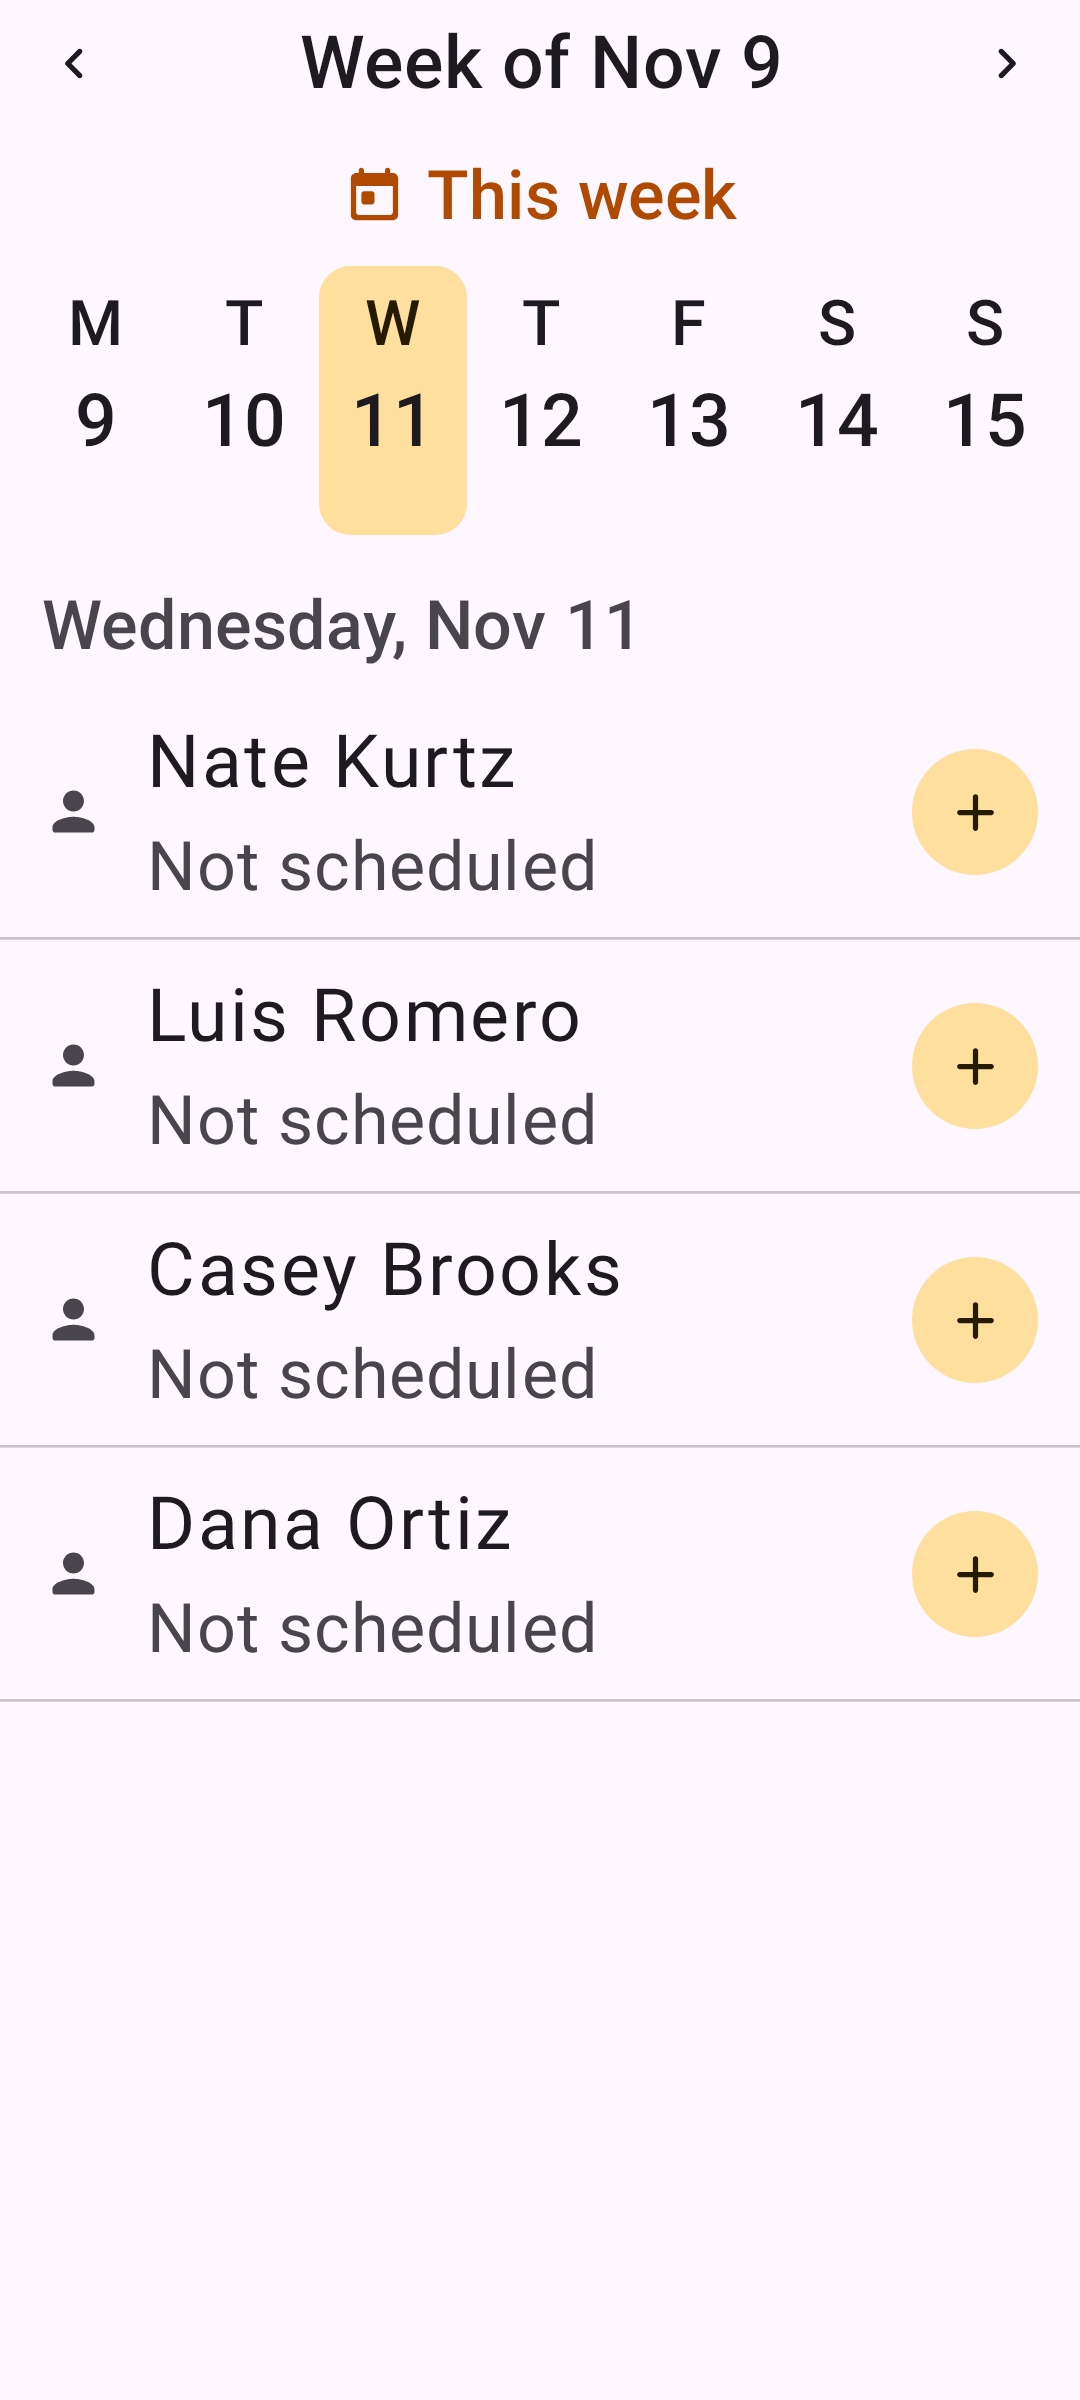 Week of Nov 9
This week
M T W T F S S
9 10 11 12 13 14 15
Wednesday, Nov 11
Nate Kurtz
Not scheduled
Luis Romero
Not scheduled
Casey Brooks
Not scheduled
Dana Ortiz
Not scheduled